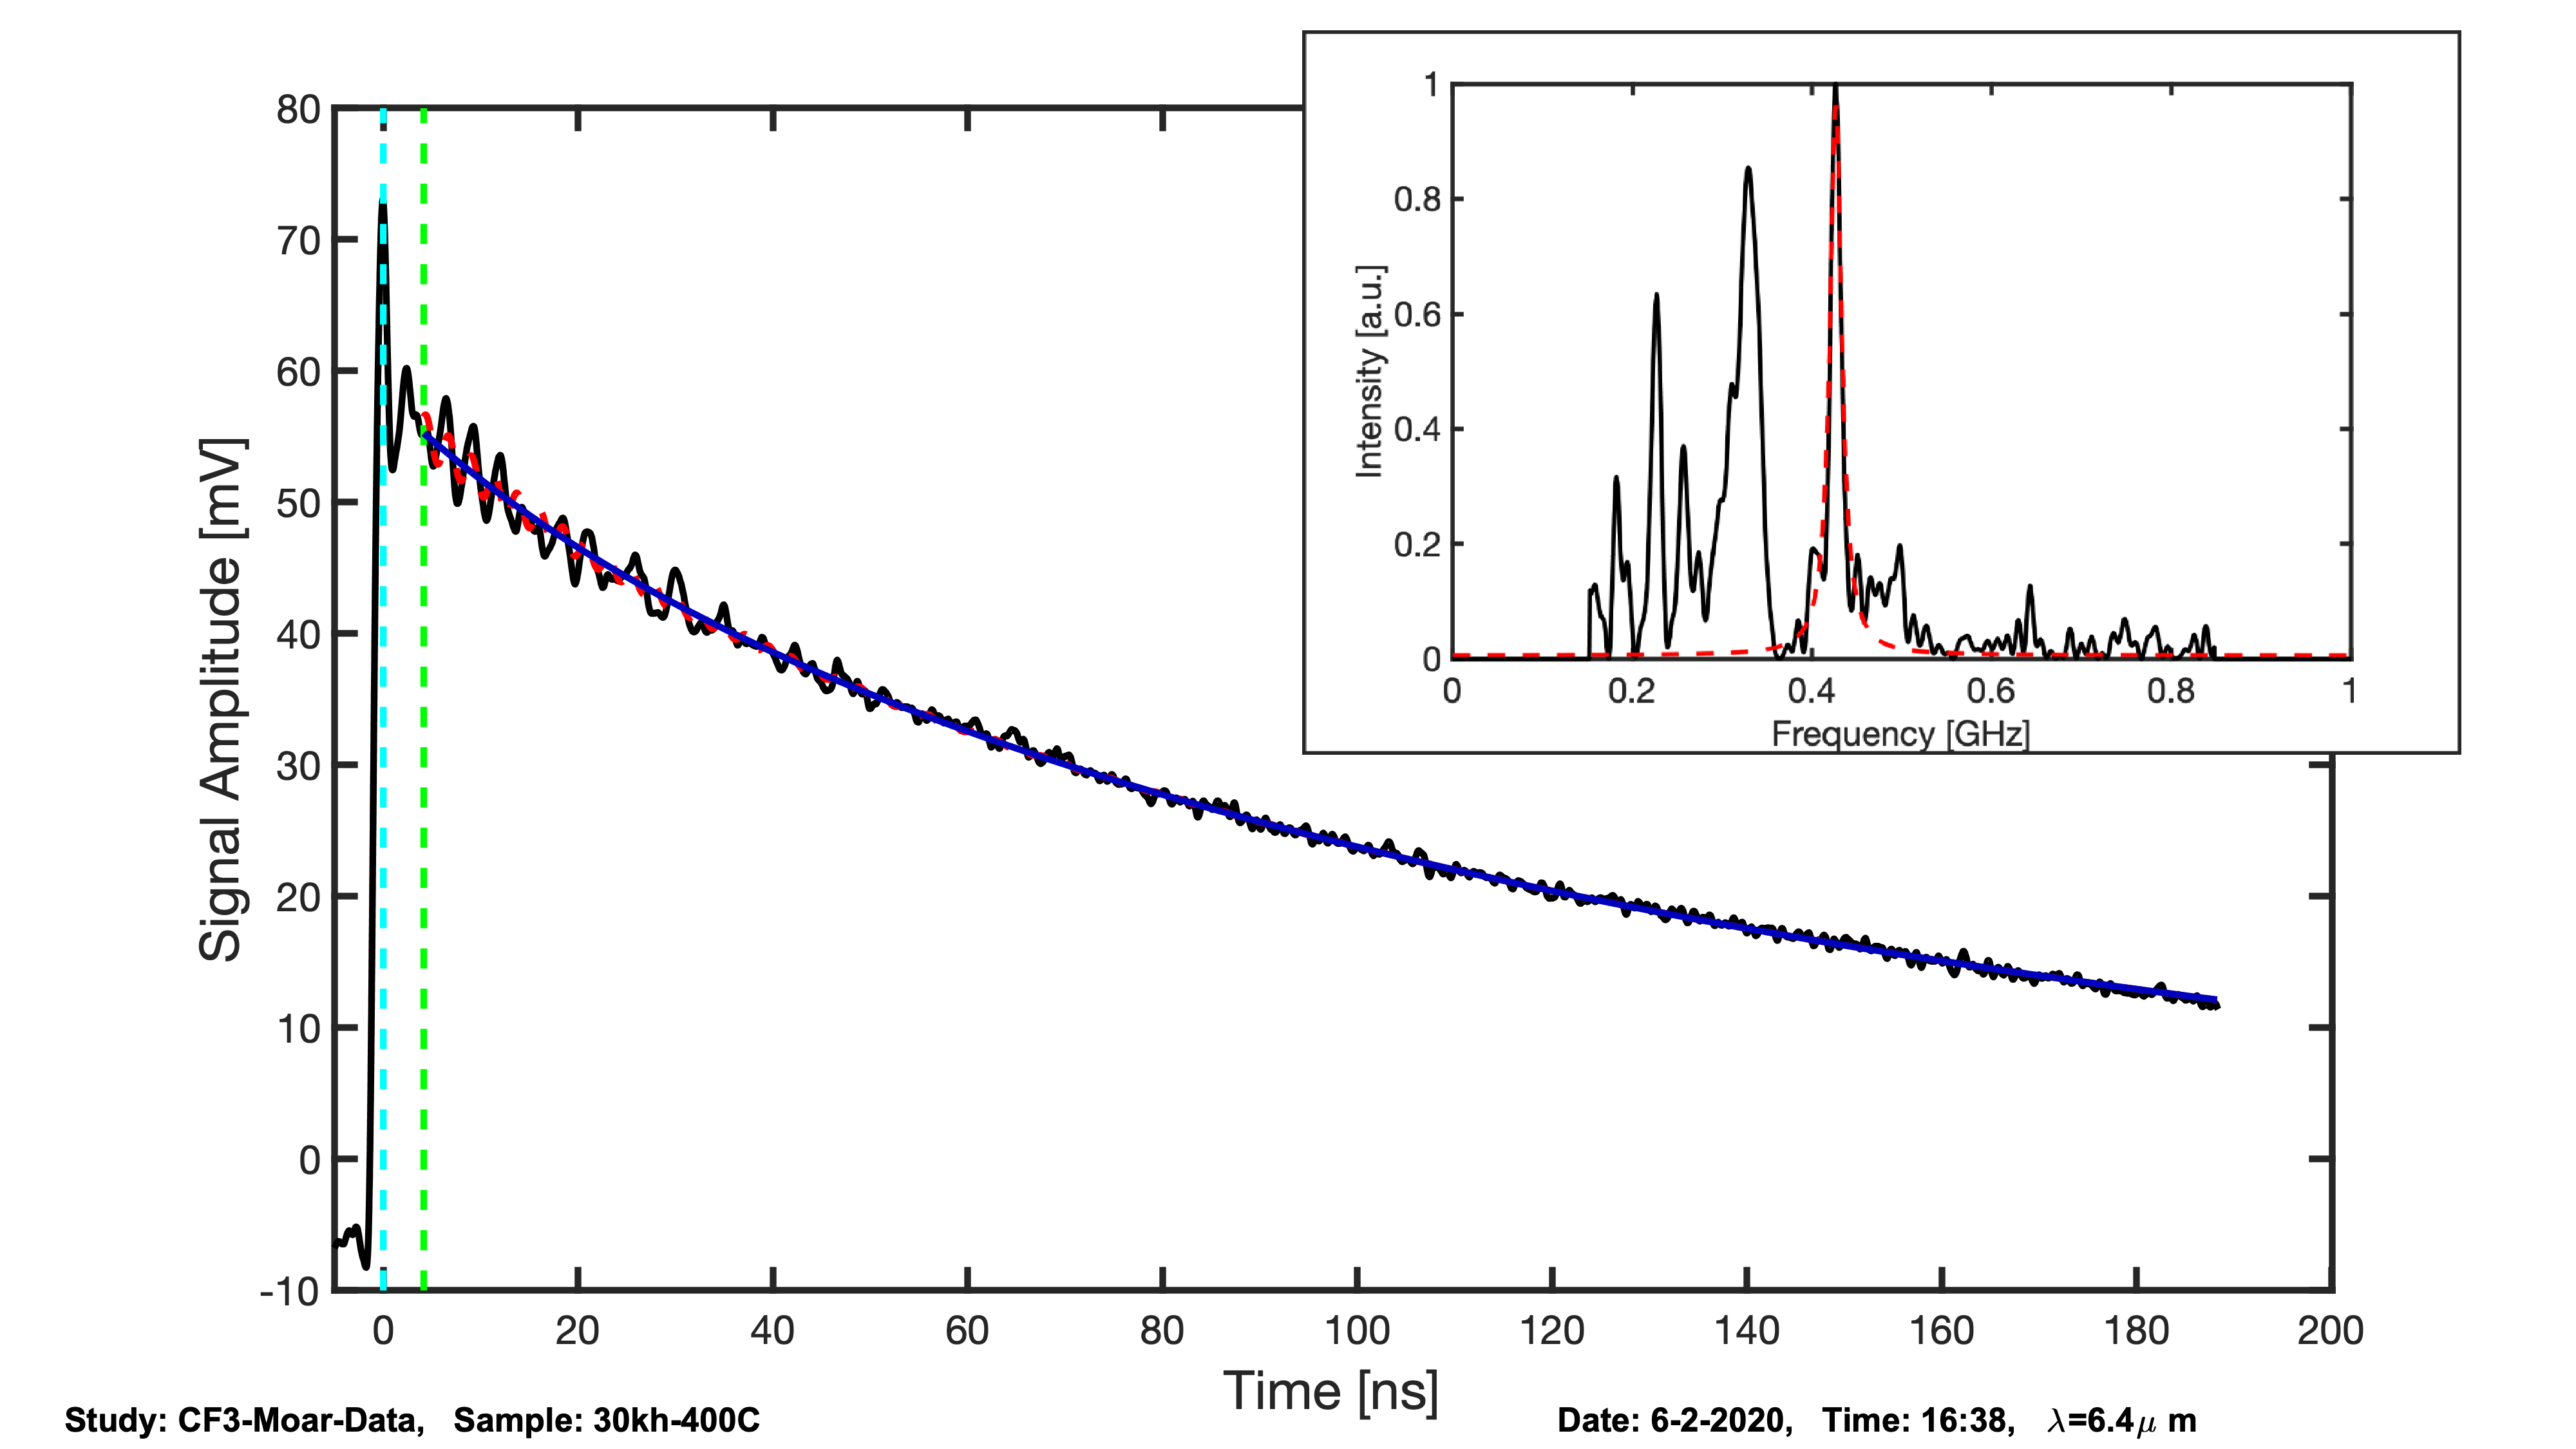 80
70
60
50
40
30
20
10
0
-10
Signal Amplitude [mV]
0 20 40 60 80 100 120 140 160 180 200
Time [ns]
1
0.8
0.6
0.4
0.2
0
Intensity [a.u.]
0 0.2 0.4 0.6 0.8 1
Frequency [GHz]
Study: CF3-Moar-Data, Sample: 30kh-400C
Date: 6-2-2020, Time: 16:38, λ=6.4μ m